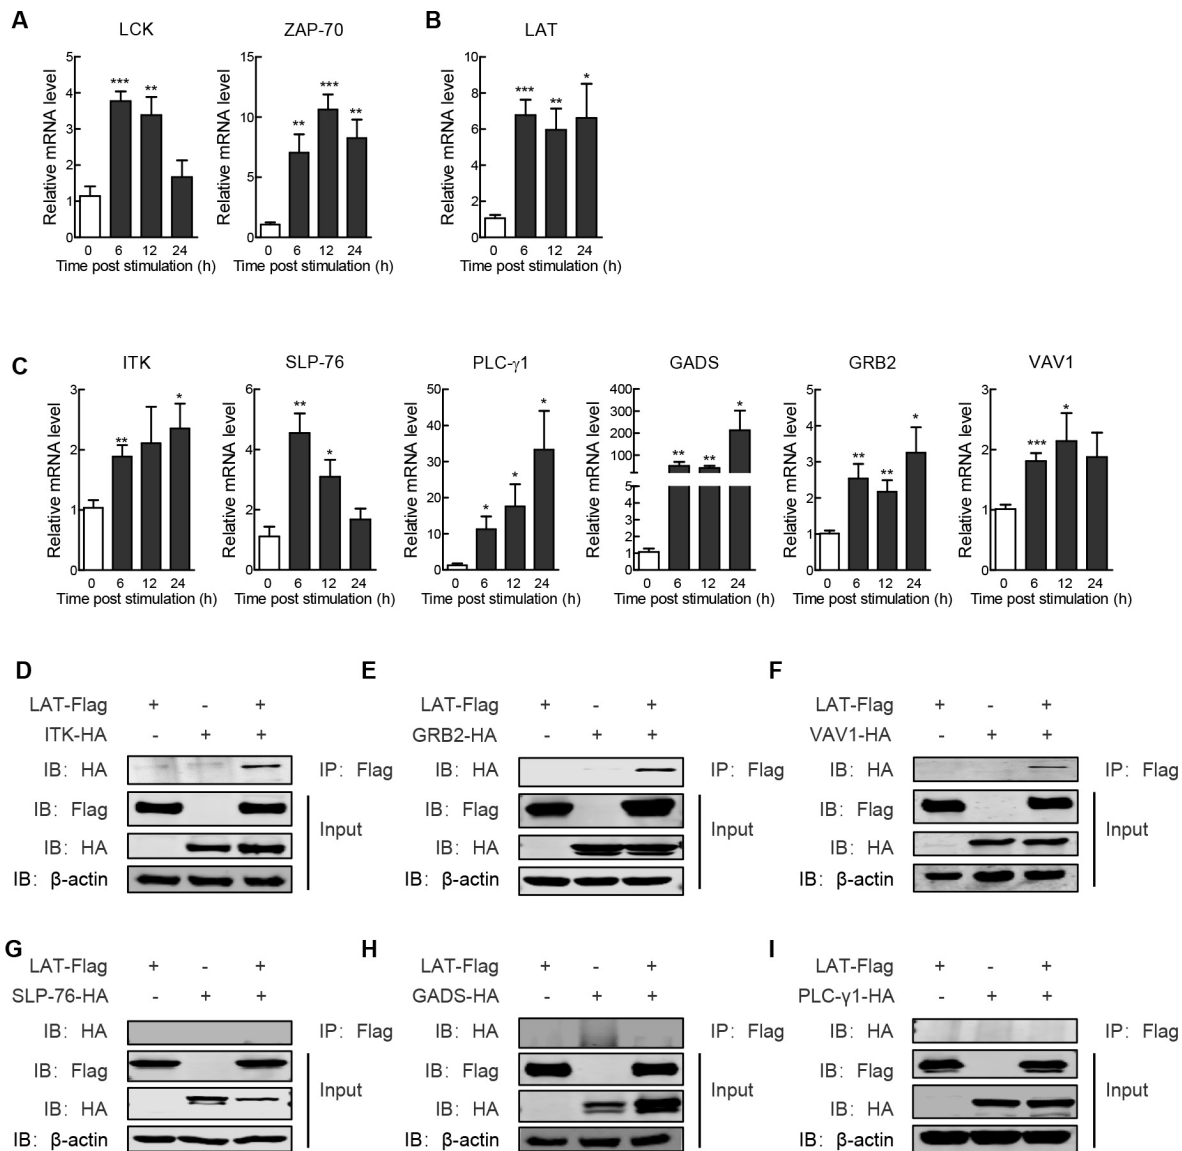 A
B
LCK
ZAP-70
LAT
Relative mRNA level
5
4
3
2
1
0
***
**
0 6 12 24
Time post stimulation (h)
Relative mRNA level
15
10
5
0
**
***
**
0 6 12 24
Time post stimulation (h)
Relative mRNA level
10
8
6
4
2
0
***
**
*
0 6 12 24
Time post stimulation (h)
C
ITK
SLP-76
PLC-γ1
GADS
GRB2
VAV1
Relative mRNA level
3
2
1
0
**
*
0 6 12 24
Time post stimulation (h)
Relative mRNA level
6
4
2
0
**
*
0 6 12 24
Time post stimulation (h)
Relative mRNA level
50
40
30
20
10
0
*
*
*
0 6 12 24
Time post stimulation (h)
Relative mRNA level
400
300
200
100
5
4
3
2
1
0
**
**
*
0 6 12 24
Time post stimulation (h)
Relative mRNA level
5
4
3
2
1
0
**
**
*
0 6 12 24
Time post stimulation (h)
Relative mRNA level
3
2
1
0
***
*
0 6 12 24
Time post stimulation (h)
D
LAT-Flag + - +
ITK-HA - + +
IB: HA IP: Flag
IB: Flag
IB: HA
IB: β-actin
Input
E
LAT-Flag + - +
GRB2-HA - + +
IB: HA IP: Flag
IB: Flag
IB: HA
IB: β-actin
Input
F
LAT-Flag + - +
VAV1-HA - + +
IB: HA IP: Flag
IB: Flag
IB: HA
IB: β-actin
Input
G
LAT-Flag + - +
SLP-76-HA - + +
IB: HA IP: Flag
IB: Flag
IB: HA
IB: β-actin
Input
H
LAT-Flag + - +
GADS-HA - + +
IB: HA IP: Flag
IB: Flag
IB: HA
IB: β-actin
Input
I
LAT-Flag + - +
PLC-γ1-HA - + +
IB: HA IP: Flag
IB: Flag
IB: HA
IB: β-actin
Input